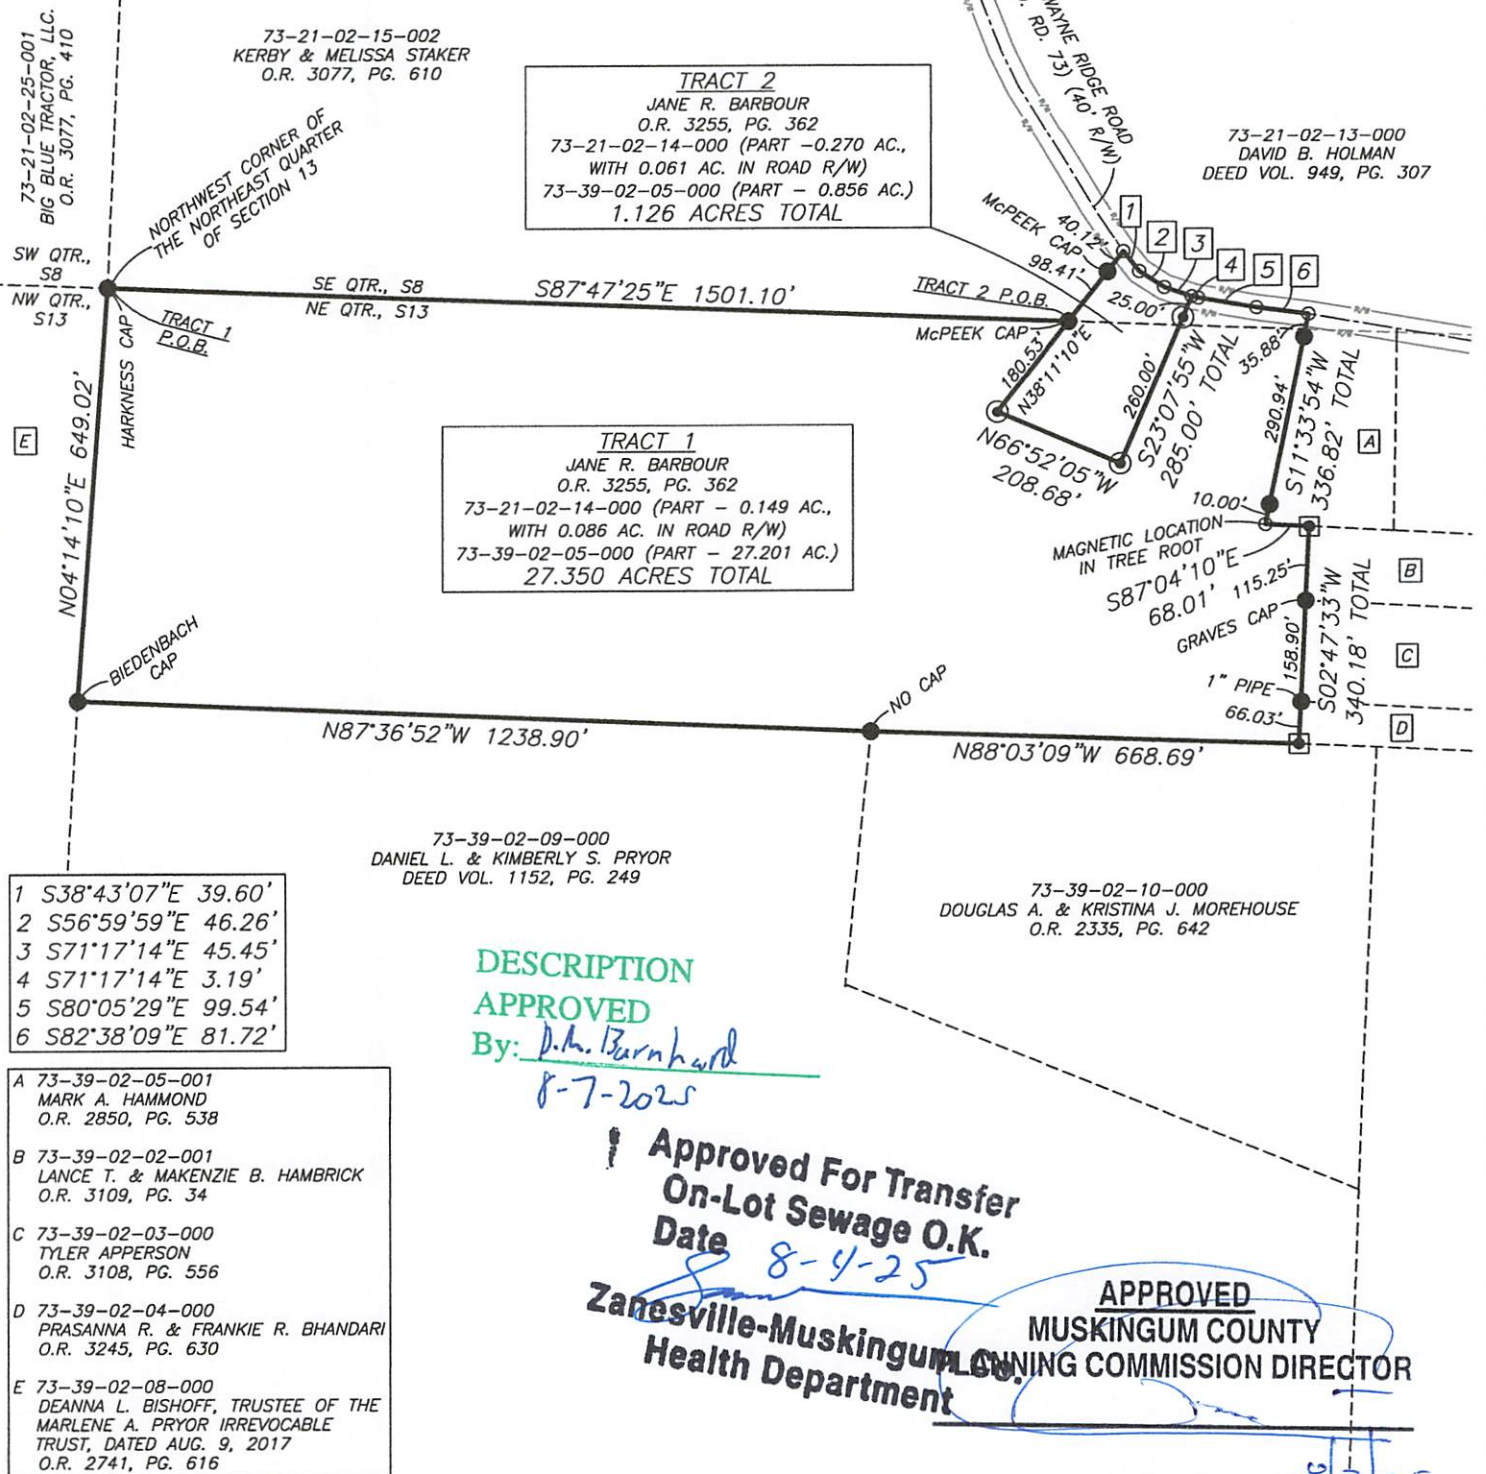 73-21-02-25-001
BIG BLUE TRACTOR, LLC.
O.R. 3077, PG. 410
73-21-02-15-002
KERBY & MELISSA STAKER
O.R. 3077, PG. 610
TRACT 2
JANE R. BARBOUR
O.R. 3255, PG. 362
73-21-02-14-000 (PART -0.270 AC.,
WITH 0.061 AC. IN ROAD R/W)
73-39-02-05-000 (PART - 0.856 AC.)
1.126 ACRES TOTAL
WAYNE RIDGE ROAD
RD. 73) (40' R/W)
73-21-02-13-000
DAVID B. HOLMAN
DEED VOL. 949, PG. 307
NORTHWEST CORNER OF
THE NORTHEAST QUARTER
OF SECTION 13
SW QTR.,
S8
NW QTR.,
S13
TRACT 1
P.O.B.
HARKNESS CAP
SE QTR., S8
NE QTR., S13
S87°47'25"E 1501.10'
McPEEK CAP
40.12'
98.41'
1
2
3
4
5
6
TRACT 2 P.O.B.
McPEEK CAP
25.00'
180.53'
N38°11'10"E
260.00'
S23°07'55"W
285.00' TOTAL
N66°52'05"W
208.68'
35.88'
290.94'
S11°33'54"W
336.82' TOTAL
A
10.00'
MAGNETIC LOCATION
IN TREE ROOT
S87°04'10"E
68.01'
115.25'
B
GRAVES CAP
158.90'
S02°47'33"W
340.18' TOTAL
C
1" PIPE
66.03'
D
E
N04°14'10"E 649.02'
TRACT 1
JANE R. BARBOUR
O.R. 3255, PG. 362
73-21-02-14-000 (PART - 0.149 AC.,
WITH 0.086 AC. IN ROAD R/W)
73-39-02-05-000 (PART - 27.201 AC.)
27.350 ACRES TOTAL
BIEDENBACH
CAP
NO CAP
N87°36'52"W 1238.90'
N88°03'09"W 668.69'
73-39-02-09-000
DANIEL L. & KIMBERLY S. PRYOR
DEED VOL. 1152, PG. 249
73-39-02-10-000
DOUGLAS A. & KRISTINA J. MOREHOUSE
O.R. 2335, PG. 642
1 S38°43'07"E 39.60'
2 S56°59'59"E 46.26'
3 S71°17'14"E 45.45'
4 S71°17'14"E 3.19'
5 S80°05'29"E 99.54'
6 S82°38'09"E 81.72'
A 73-39-02-05-001
MARK A. HAMMOND
O.R. 2850, PG. 538
B 73-39-02-02-001
LANCE T. & MAKENZIE B. HAMBRICK
O.R. 3109, PG. 34
C 73-39-02-03-000
TYLER APPERSON
O.R. 3108, PG. 556
D 73-39-02-04-000
PRASANNA R. & FRANKIE R. BHANDARI
O.R. 3245, PG. 630
E 73-39-02-08-000
DEANNA L. BISHOFF, TRUSTEE OF THE
MARLENE A. PRYOR IRREVOCABLE
TRUST, DATED AUG. 9, 2017
O.R. 2741, PG. 616
DESCRIPTION
APPROVED
By: D.M. Barnhard
8-7-2025
Approved For Transfer
On-Lot Sewage O.K.
Date 8-4-25
Zanesville-Muskingum Co.
Health Department
APPROVED
MUSKINGUM COUNTY
PLANNING COMMISSION DIRECTOR